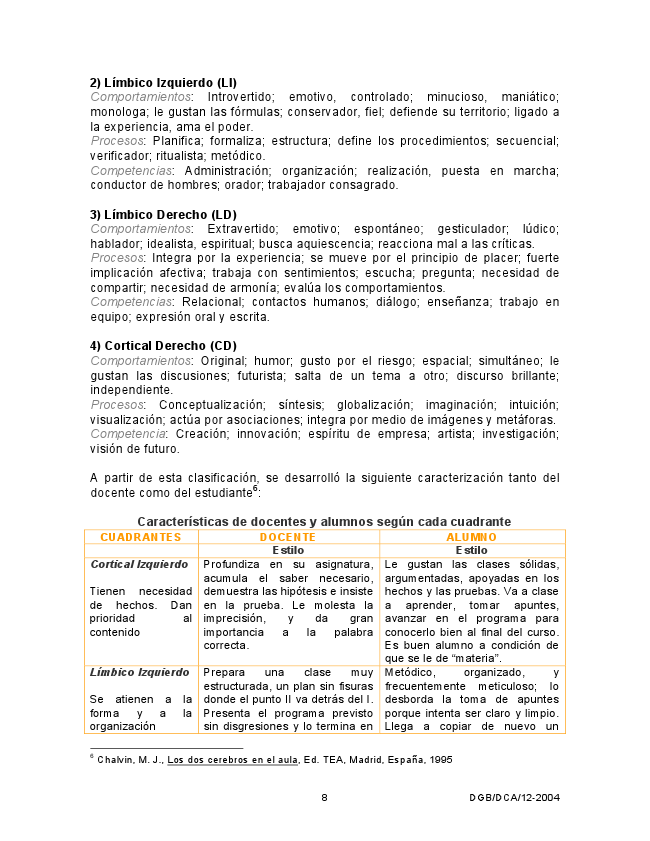 2) Límbico Izquierdo (LI)
Comportamientos: Introvertido; emotivo, controlado; minucioso, maniático;
monologa; le gustan las fórmulas; conservador, fiel; defiende su territorio; ligado a
la experiencia, ama el poder.
Procesos: Planifica; formaliza; estructura; define los procedimientos; secuencial;
verificador; ritualista; metódico.
Competencias: Administración; organización; realización, puesta en marcha;
conductor de hombres; orador; trabajador consagrado.
3) Límbico Derecho (LD)
Comportamientos: Extravertido; emotivo; espontáneo; gesticulador; lúdico;
hablador; idealista, espiritual; busca aquiescencia; reacciona mal a las críticas.
Procesos: Integra por la experiencia; se mueve por el principio de placer; fuerte
implicación afectiva; trabaja con sentimientos; escucha; pregunta; necesidad de
compartir; necesidad de armonía; evalúa los comportamientos.
Competencias: Relacional; contactos humanos; diálogo; enseñanza; trabajo en
equipo; expresión oral y escrita.
4) Cortical Derecho (CD)
Comportamientos: Original; humor; gusto por el riesgo; espacial; simultáneo; le
gustan las discusiones; futurista; salta de un tema a otro; discurso brillante;
independiente.
Procesos: Conceptualización; síntesis; globalización; imaginación; intuición;
visualización; actúa por asociaciones; integra por medio de imágenes y metáforas.
Competencia: Creación; innovación; espíritu de empresa; artista; investigación;
visión de futuro.
A partir de esta clasificación, se desarrolló la siguiente caracterización tanto del
docente como del estudiante6:
Características de docentes y alumnos según cada cuadrante
CUADRANTES DOCENTE ALUMNO
Estilo Estilo
Cortical Izquierdo
Tienen necesidad
de hechos. Dan
prioridad al
contenido
Profundiza en su asignatura,
acumula el saber necesario,
demuestra las hipótesis e insiste
en la prueba. Le molesta la
imprecisión, y da gran
importancia a la palabra
correcta.
Le gustan las clases sólidas,
argumentadas, apoyadas en los
hechos y las pruebas. Va a clase
a aprender, tomar apuntes,
avanzar en el programa para
conocerlo bien al final del curso.
Es buen alumno a condición de
que se le de “materia”.
Límbico Izquierdo
Se atienen a la
forma y a la
organización
Prepara una clase muy
estructurada, un plan sin fisuras
donde el punto II va detrás del I.
Presenta el programa previsto
sin disgresiones y lo termina en
Metódico, organizado, y
frecuentemente meticuloso; lo
desborda la toma de apuntes
porque intenta ser claro y limpio.
Llega a copiar de nuevo un
6 Chalvin, M. J., Los dos cerebros en el aula, Ed. TEA, Madrid, España, 1995
8 DGB/DCA/12-2004